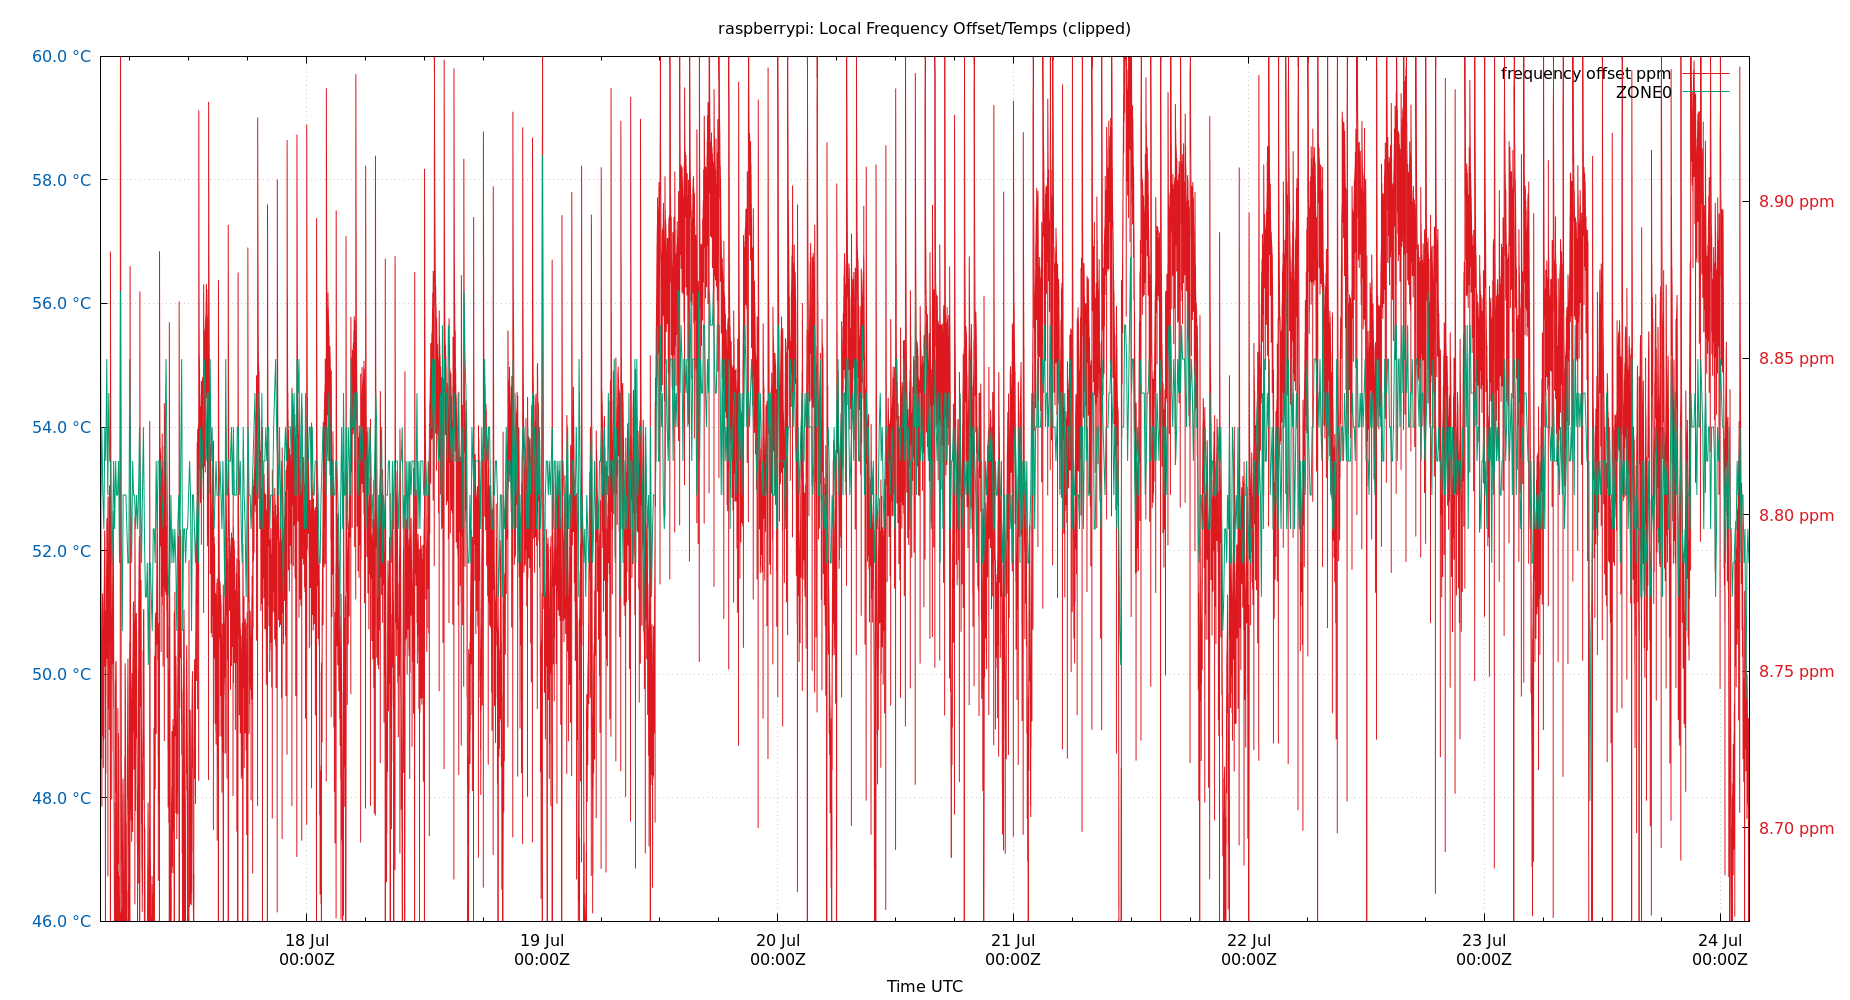 raspberrypi: Local Frequency Offset/Temps (clipped)
60.0 °C
58.0 °C
56.0 °C
54.0 °C
52.0 °C
50.0 °C
48.0 °C
46.0 °C
frequency offset ppm
ZONE0
8.90 ppm
8.85 ppm
8.80 ppm
8.75 ppm
8.70 ppm
18 Jul
00:00Z
19 Jul
00:00Z
20 Jul
00:00Z
21 Jul
00:00Z
22 Jul
00:00Z
23 Jul
00:00Z
24 Jul
00:00Z
Time UTC